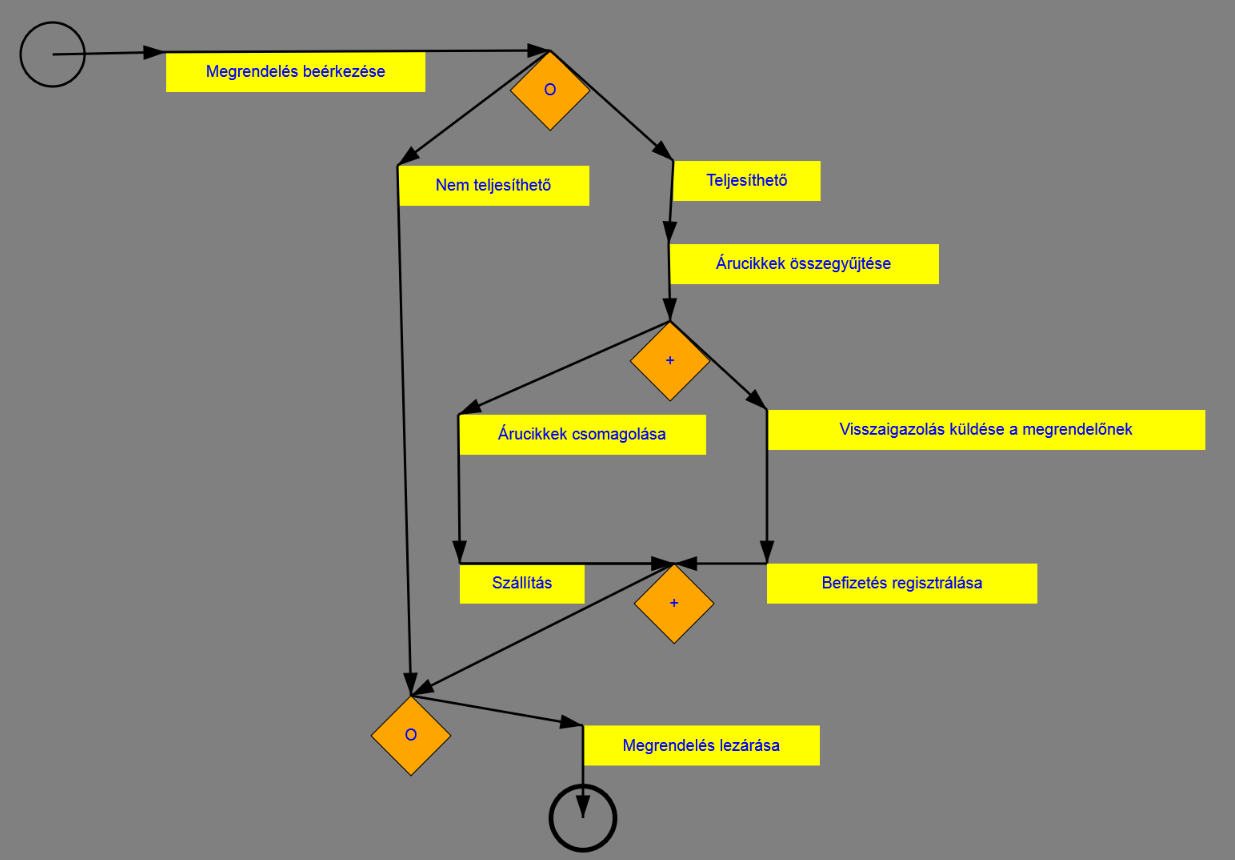 Megrendelés beérkezése
O
Nem teljesíthető
Teljesíthető
Árucikkek összegyűjtése
+
Árucikkek csomagolása
Visszaigazolás küldése a megrendelőnek
Szállítás
+
Befizetés regisztrálása
O
Megrendelés lezárása